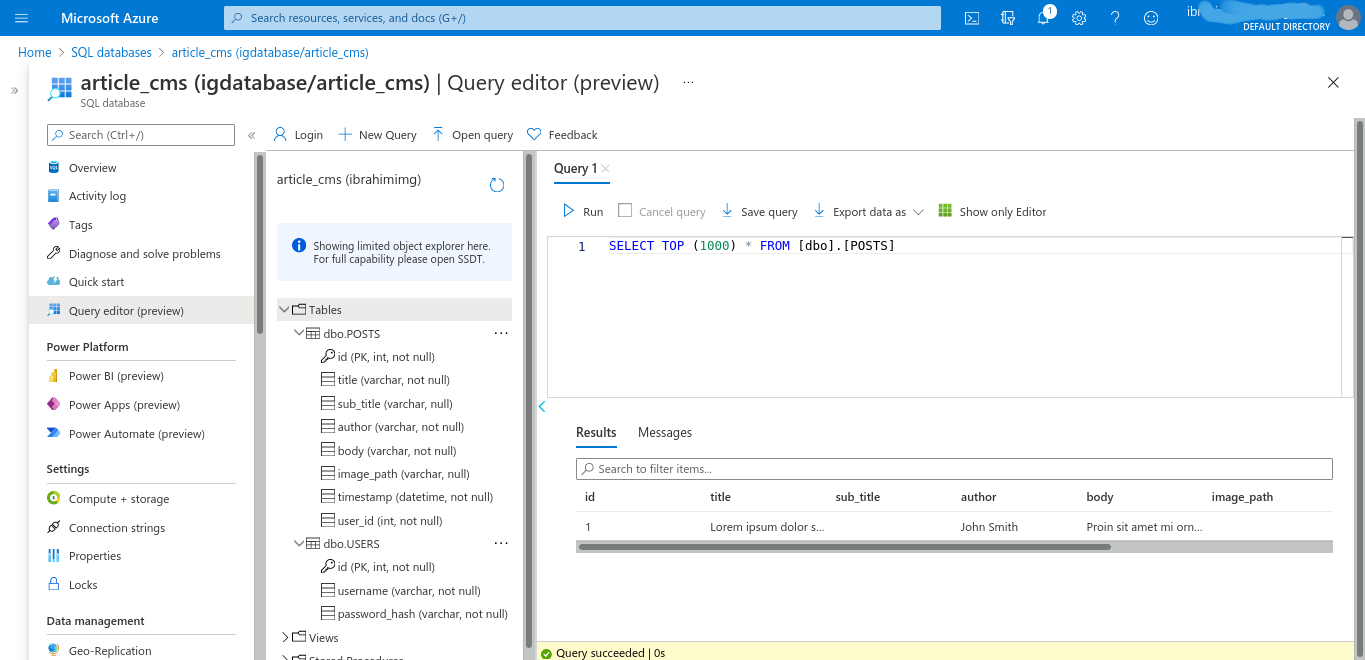 Microsoft Azure
Search resources, services, and docs (G+/)
1
DEFAULT DIRECTORY
Home > SQL databases > article_cms (igdatabase/article_cms)
article_cms (igdatabase/article_cms) | Query editor (preview) ...
SQL database
Search (Ctrl+/)
Overview
Activity log
Tags
Diagnose and solve problems
Quick start
Query editor (preview)
Power Platform
Power BI (preview)
Power Apps (preview)
Power Automate (preview)
Settings
Compute + storage
Connection strings
Properties
Locks
Data management
Geo-Replication
Login
New Query
Open query
Feedback
article_cms (ibrahimimg)
Showing limited object explorer here.
For full capability please open SSDT.
Tables
dbo.POSTS
id (PK, int, not null)
title (varchar, not null)
sub_title (varchar, null)
author (varchar, not null)
body (varchar, not null)
image_path (varchar, null)
timestamp (datetime, not null)
user_id (int, not null)
dbo.USERS
id (PK, int, not null)
username (varchar, not null)
password_hash (varchar, not null)
Views
Stored Procedures
Query 1
Run
Cancel query
Save query
Export data as
Show only Editor
1 SELECT TOP (1000) * FROM [dbo].[POSTS]
Results Messages
Search to filter items...
id title sub_title author body image_path
1 Lorem ipsum dolor s... John Smith Proin sit amet mi orn...
Query succeeded | 0s